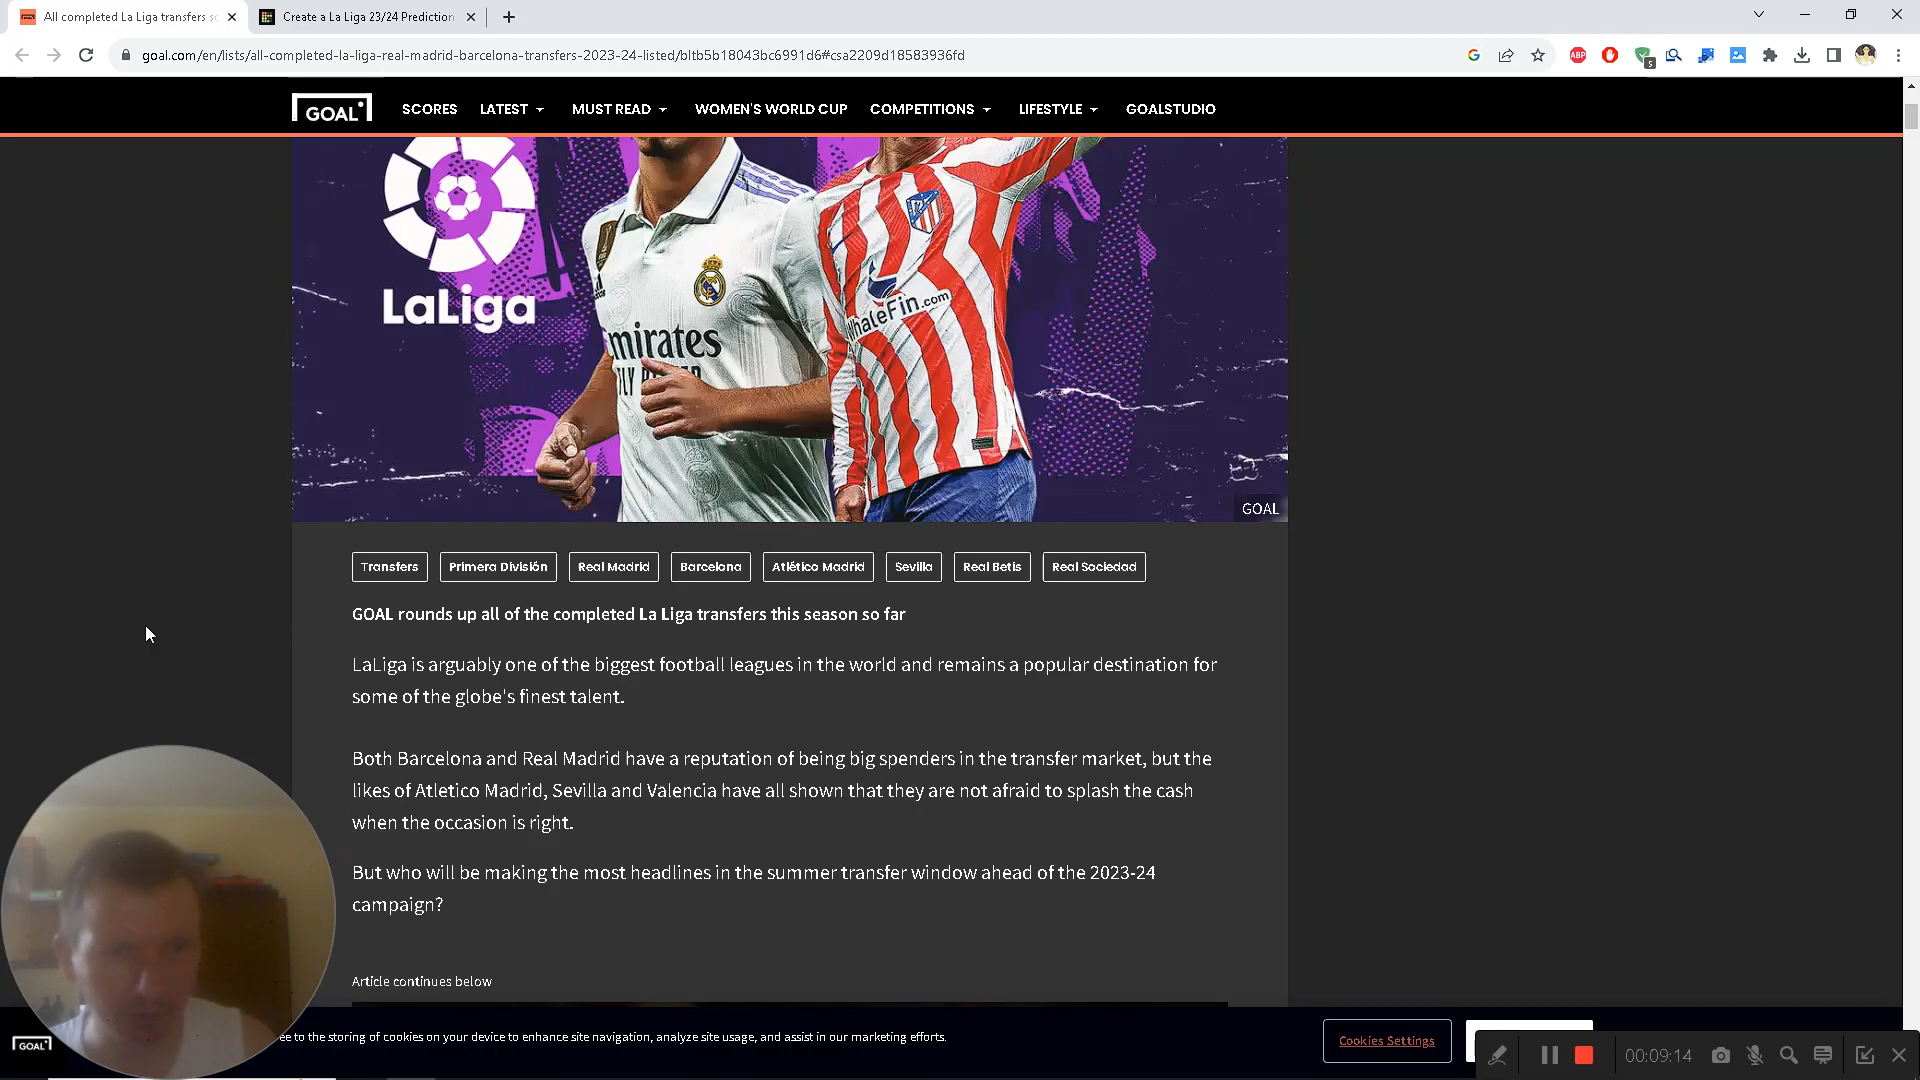 All completed La Liga transfers s
Create a La Liga 23/24 Prediction
goal.com/en/lists/all-completed-la-liga-real-madrid-barcelona-transfers-2023-24-listed/bltb5b18043bc6991d6#csa2209d18583936fd
ABP
5
GOAL
SCORES
LATEST
MUST READ
WOMEN'S WORLD CUP
COMPETITIONS
LIFESTYLE
GOALSTUDIO
LaLiga
WhaleFin.com
GOAL
Transfers
Primera División
Real Madrid
Barcelona
Atlético Madrid
Sevilla
Real Betis
Real Sociedad
GOAL rounds up all of the completed La Liga transfers this season so far
LaLiga is arguably one of the biggest football leagues in the world and remains a popular destination for
some of the globe's finest talent.
Both Barcelona and Real Madrid have a reputation of being big spenders in the transfer market, but the
likes of Atletico Madrid, Sevilla and Valencia have all shown that they are not afraid to splash the cash
when the occasion is right.
But who will be making the most headlines in the summer transfer window ahead of the 2023-24
campaign?
Article continues below
GOAL
ee to the storing of cookies on your device to enhance site navigation, analyze site usage, and assist in our marketing efforts.
Cookies Settings
00:09:14